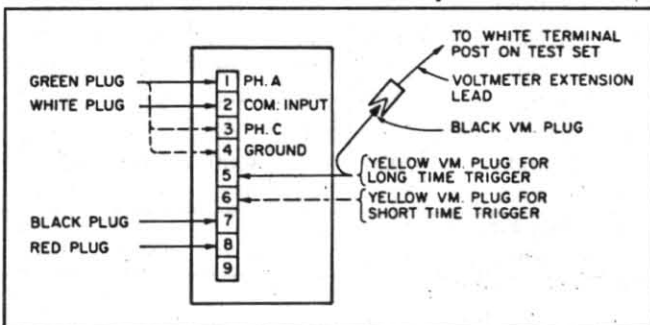 TO WHITE TERMINAL
POST ON TEST SET
VOLTMETER EXTENSION
LEAD
BLACK VM. PLUG
GREEN PLUG
1 PH. A
WHITE PLUG
2 COM. INPUT
3 PH. C
4 GROUND
5
YELLOW VM. PLUG FOR
LONG TIME TRIGGER
6
YELLOW VM. PLUG FOR
SHORT TIME TRIGGER
BLACK PLUG
7
RED PLUG
8
9